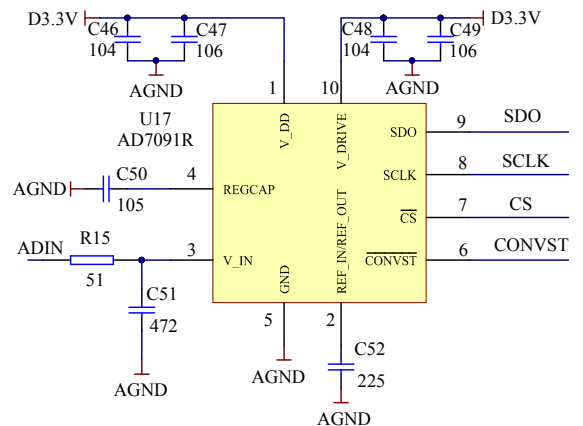 D3.3V
C46
104
C47
106
AGND
C48
104
C49
106
D3.3V
AGND
U17
AD7091R
1
V_DD
10
V_DRIVE
SDO
9
SDO
SCLK
8
SCLK
CS
7
CS
CONVST
6
CONVST
AGND
C50
105
4
REGCAP
ADIN
R15
51
3
V_IN
C51
472
AGND
GND
5
AGND
REF_IN/REF_OUT
2
C52
225
AGND